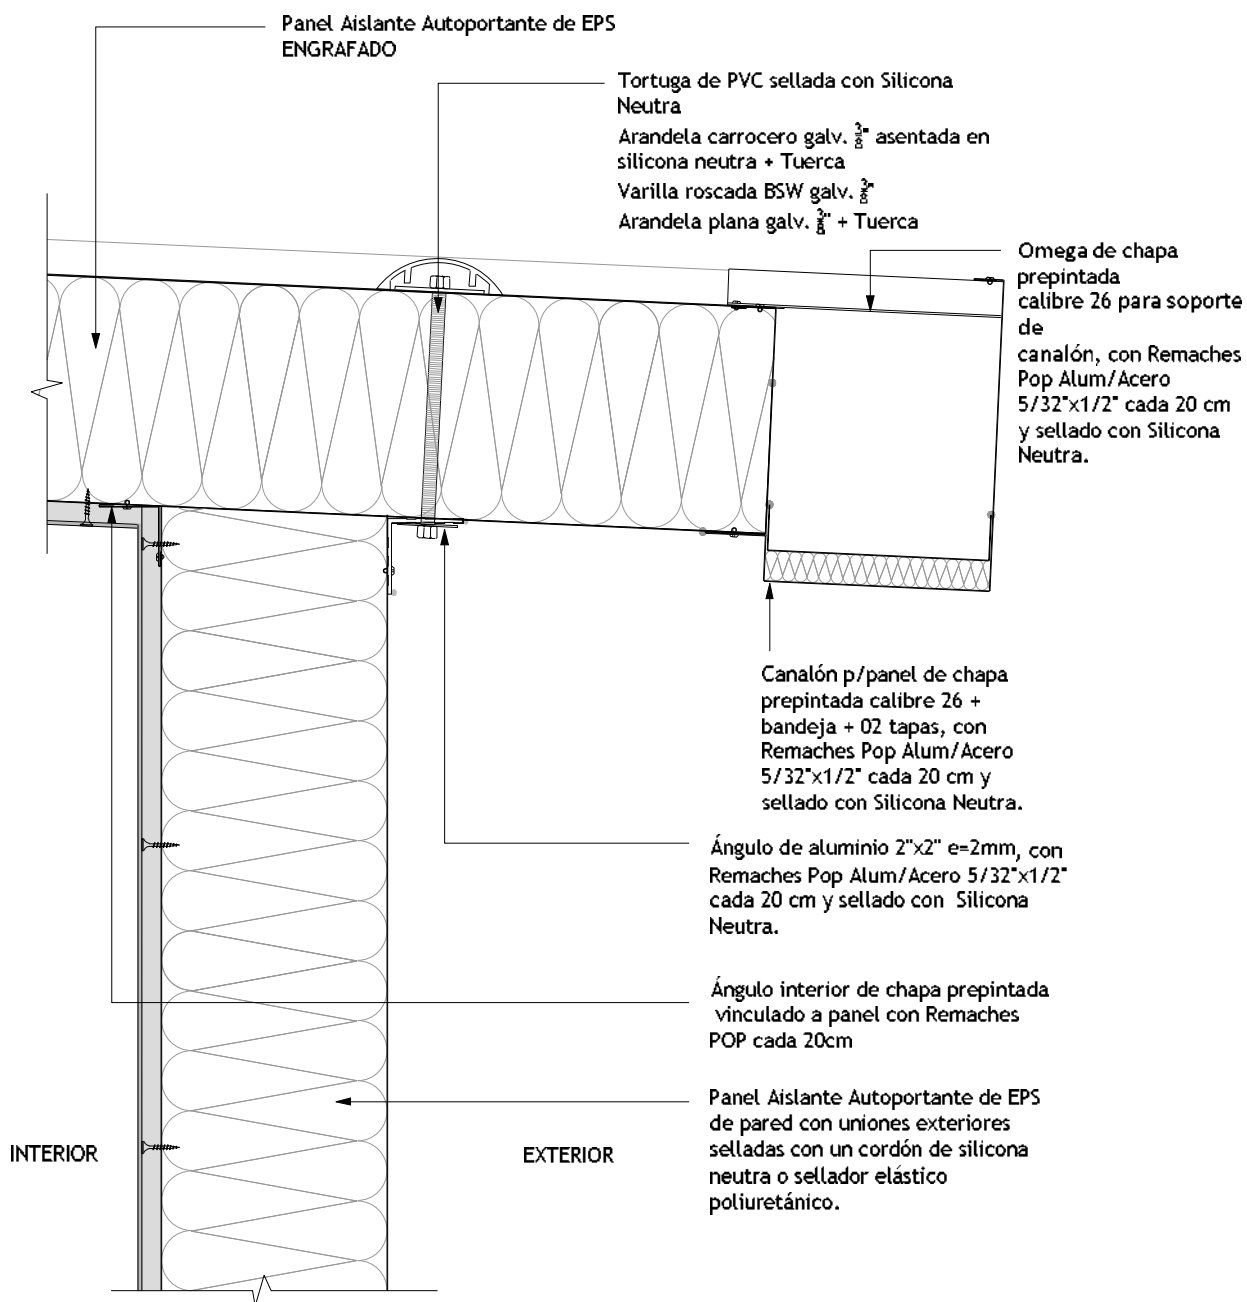 Panel Aislante Autoportante de EPS
ENGRAFADO
Tortuga de PVC sellada con Silicona
Neutra
Arandela carrocero galv. asentada en
silicona neutra + Tuerca
Varilla roscada BSW galv.
Arandela plana galv. + Tuerca
Omega de chapa
prepintada
calibre 26 para soporte
de
canalón, con Remaches
Pop Alum/Acero
5/32"x1/2" cada 20 cm
y sellado con Silicona
Neutra.
Canalón p/panel de chapa
prepintada calibre 26 +
bandeja + 02 tapas, con
Remaches Pop Alum/Acero
5/32"x1/2" cada 20 cm y
sellado con Silicona Neutra.
Ángulo de aluminio 2"x2" e=2mm, con
Remaches Pop Alum/Acero 5/32"x1/2"
cada 20 cm y sellado con Silicona
Neutra.
Ángulo interior de chapa prepintada
vinculado a panel con Remaches
POP cada 20cm
Panel Aislante Autoportante de EPS
de pared con uniones exteriores
selladas con un cordón de silicona
neutra o sellador elástico
poliuretánico.
INTERIOR
EXTERIOR